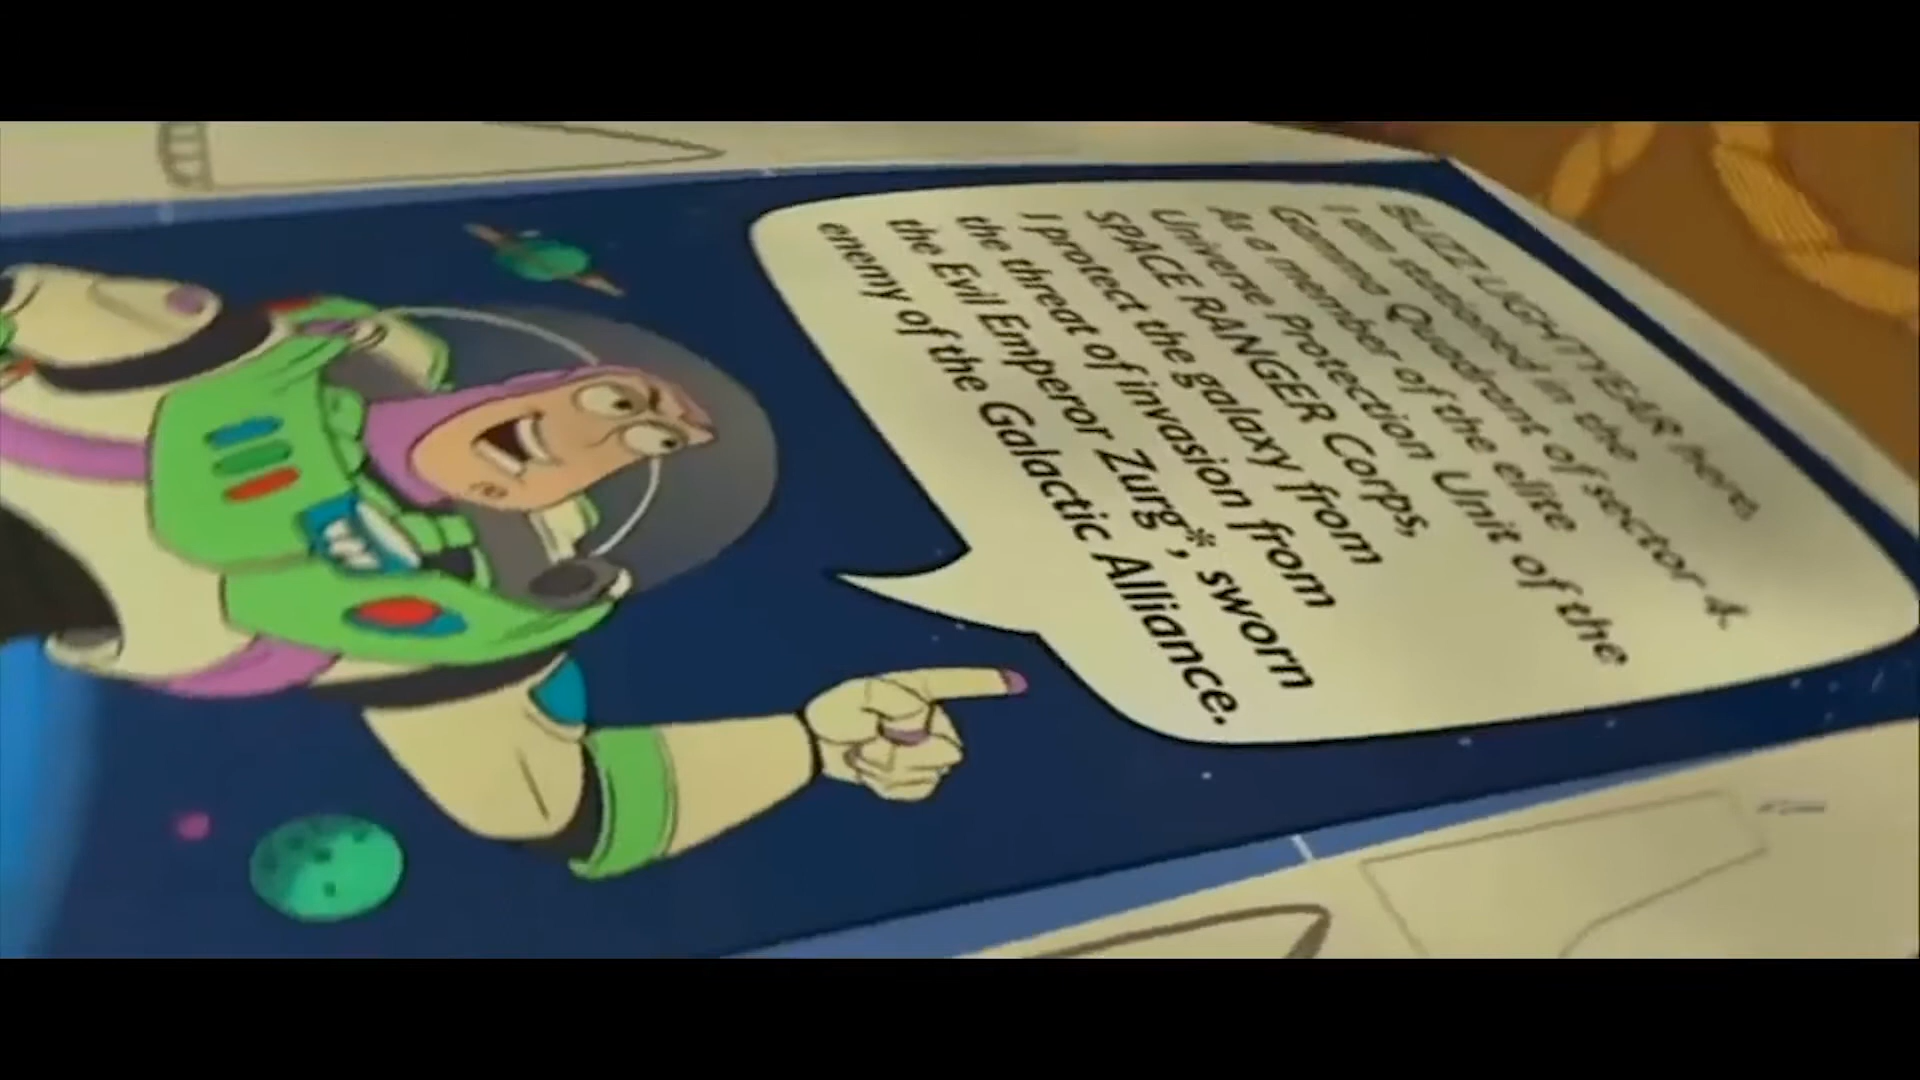 BUZZ LIGHTYEAR here.
I am stationed in the
Gamma Quadrant of sector 4.
As a member of the elite
Universe Protection Unit of the
SPACE RANGER Corps,
I protect the galaxy from
the threat of invasion from
the Evil Emperor Zurg*, sworn
enemy of the Galactic Alliance.